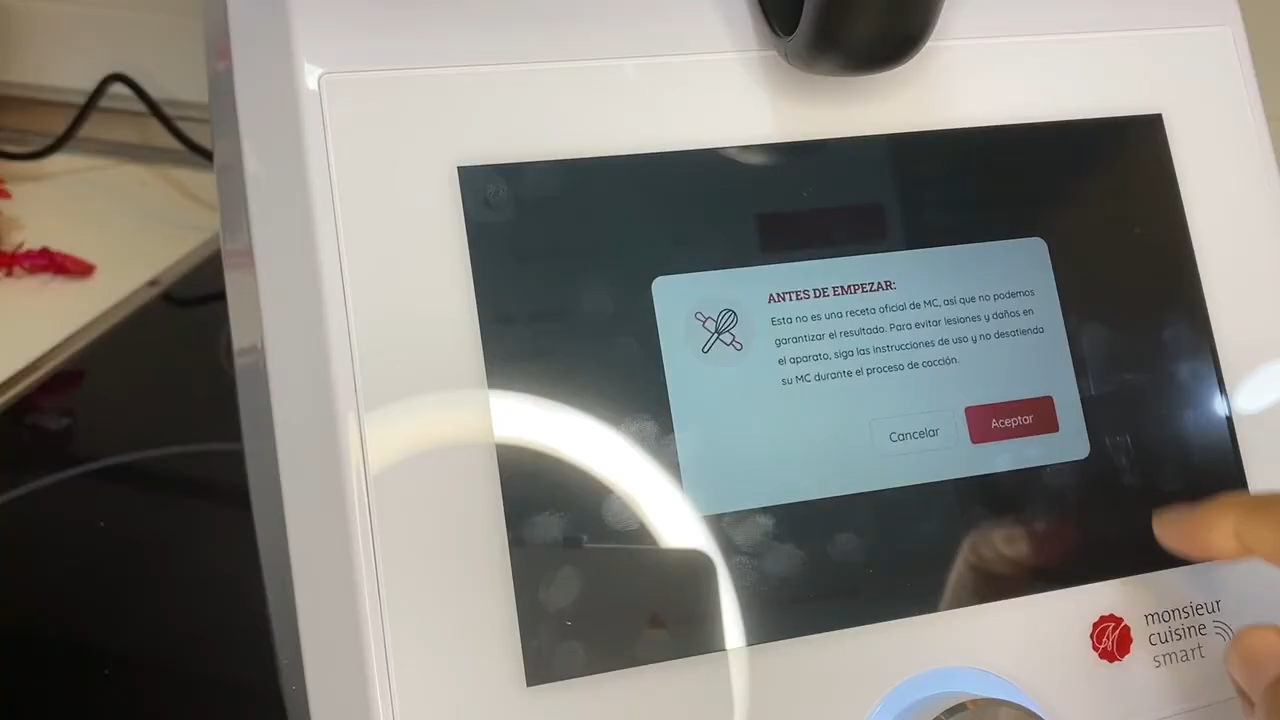 ANTES DE EMPEZAR:
Esta no es una receta oficial de MC, así que no podemos
garantizar el resultado. Para evitar lesiones y daños en
el aparato, siga las instrucciones de uso y no desatienda
su MC durante el proceso de cocción.
Cancelar
Aceptar
monsieur
cuisine
smart